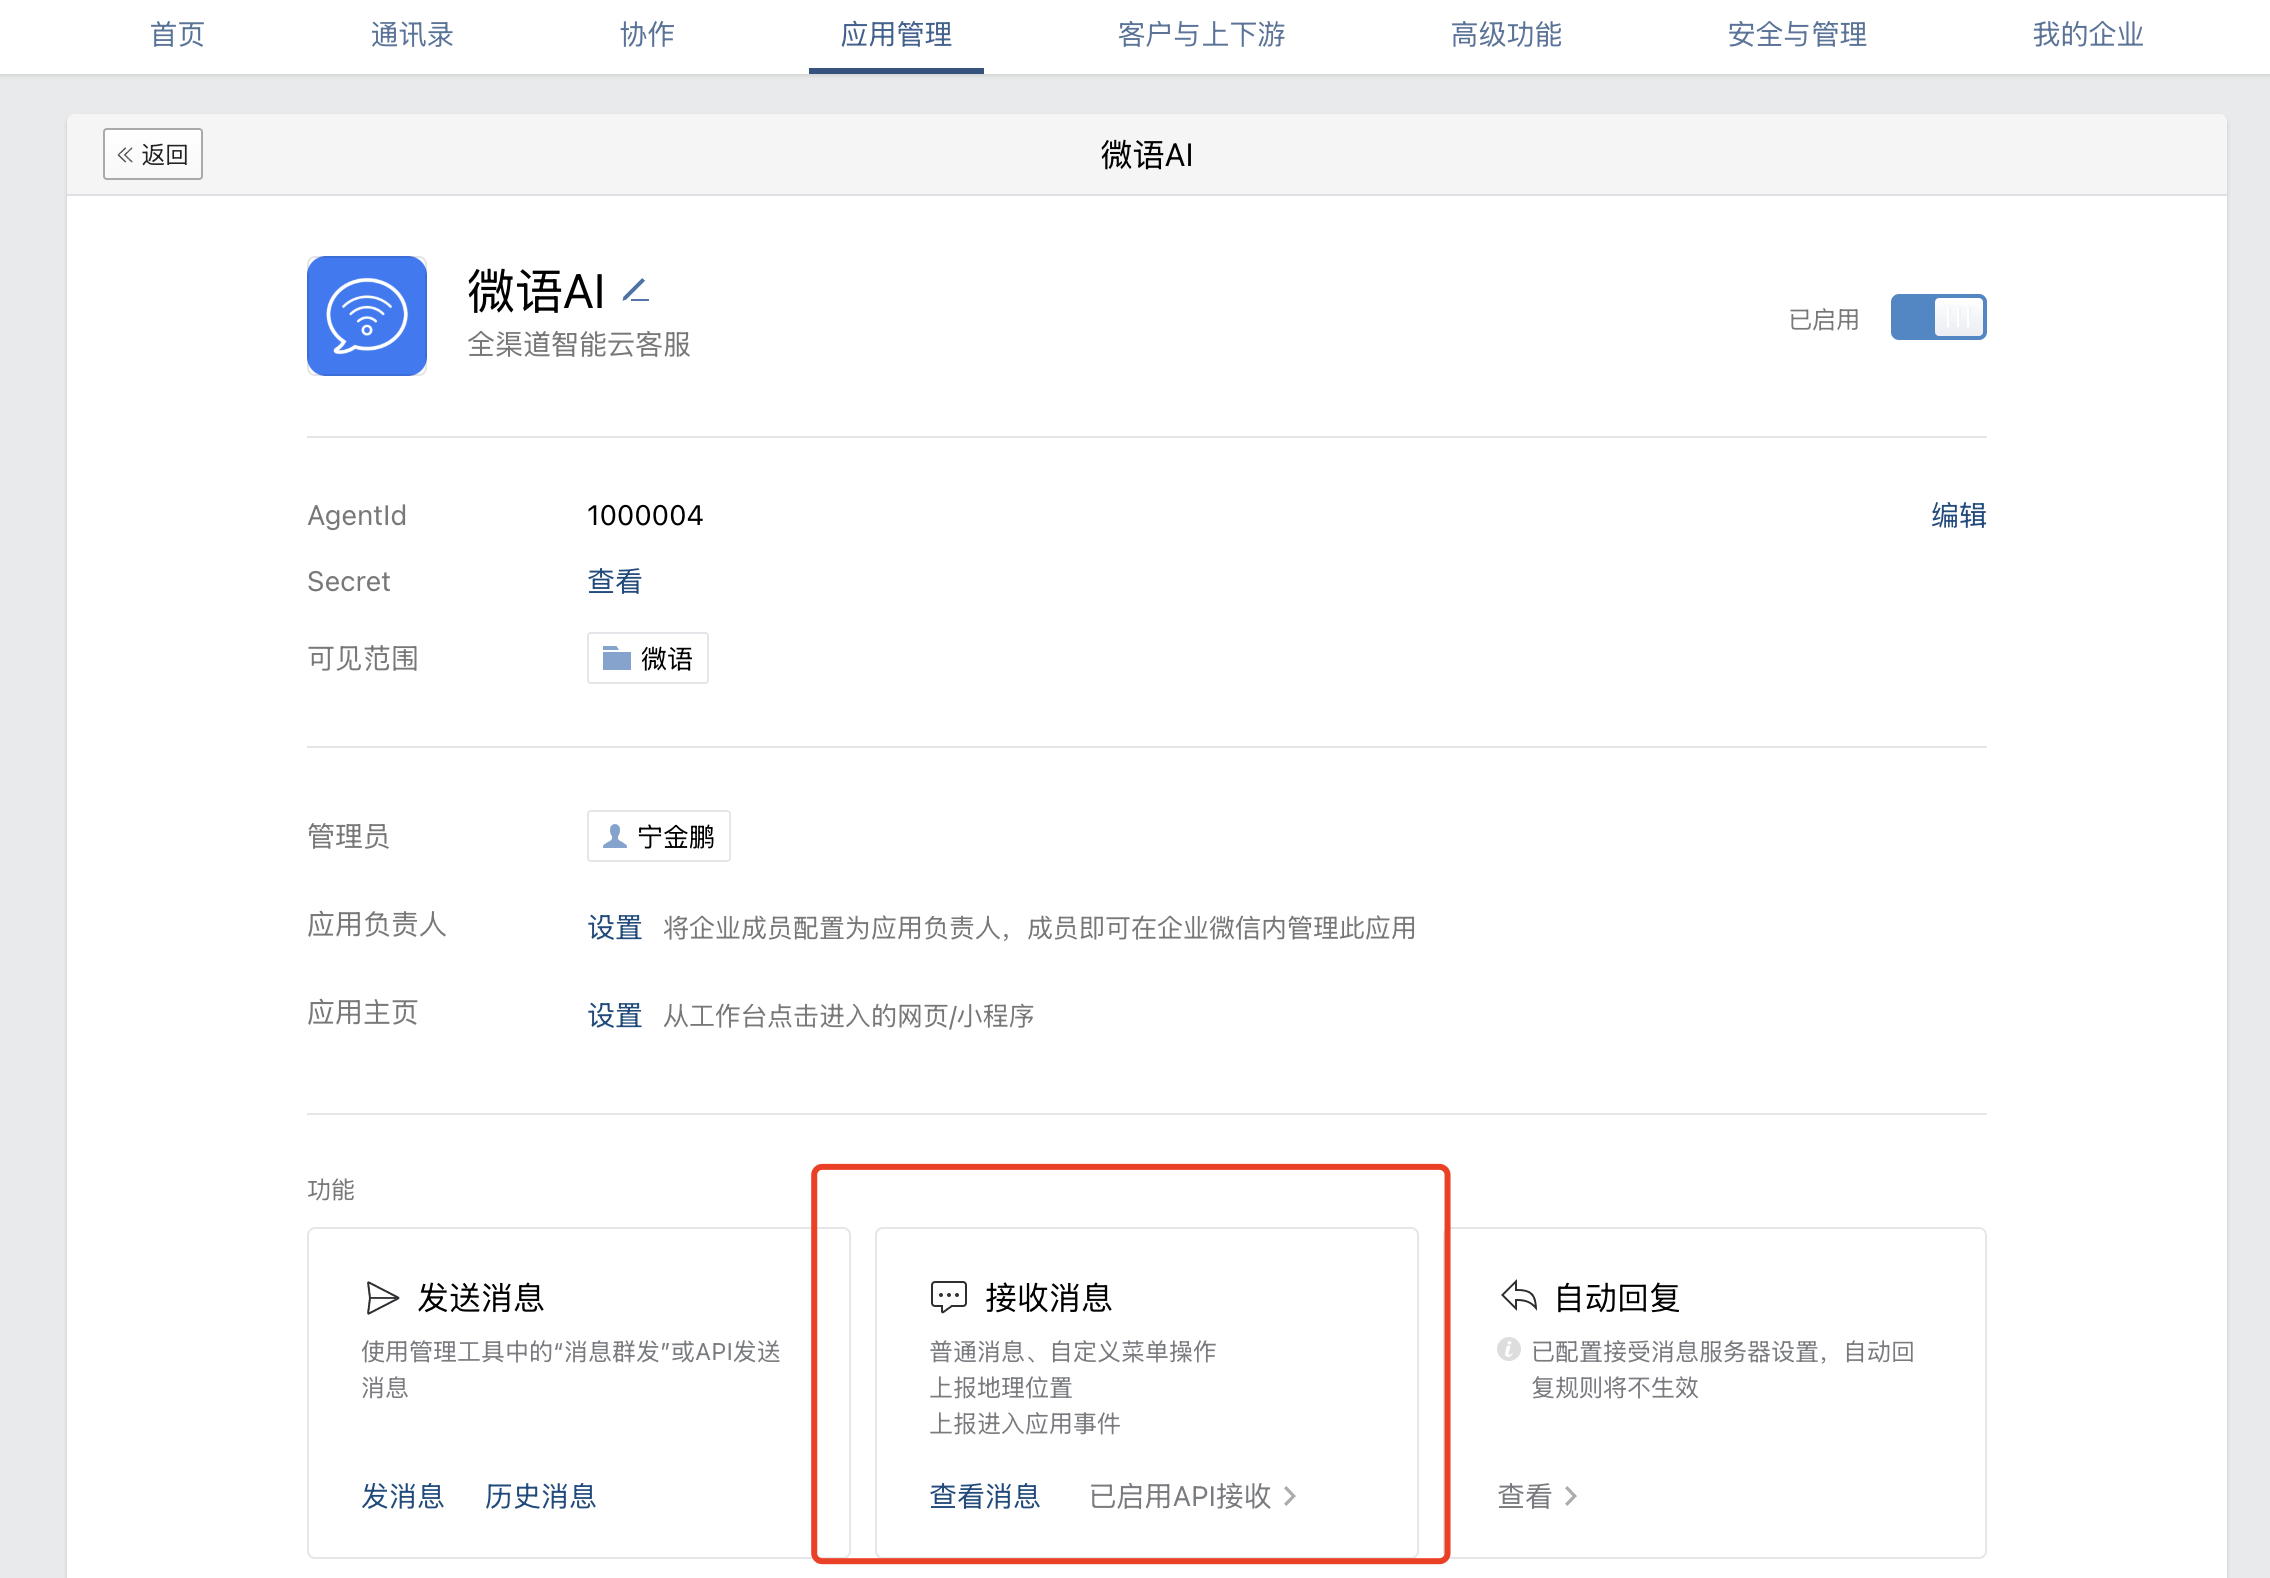 首页 通讯录 协作 应用管理 客户与上下游 高级功能 安全与管理 我的企业
« 返回 微语AI
微语AI
全渠道智能云客服
已启用
AgentId 1000004 编辑
Secret 查看
可见范围 微语
管理员 宁金鹏
应用负责人 设置 将企业成员配置为应用负责人，成员即可在企业微信内管理此应用
应用主页 设置 从工作台点击进入的网页/小程序
功能
发送消息
使用管理工具中的“消息群发”或API发送
消息
发消息 历史消息
接收消息
普通消息、自定义菜单操作
上报地理位置
上报进入应用事件
查看消息 已启用API接收 >
自动回复
已配置接受消息服务器设置，自动回
复规则将不生效
查看 >